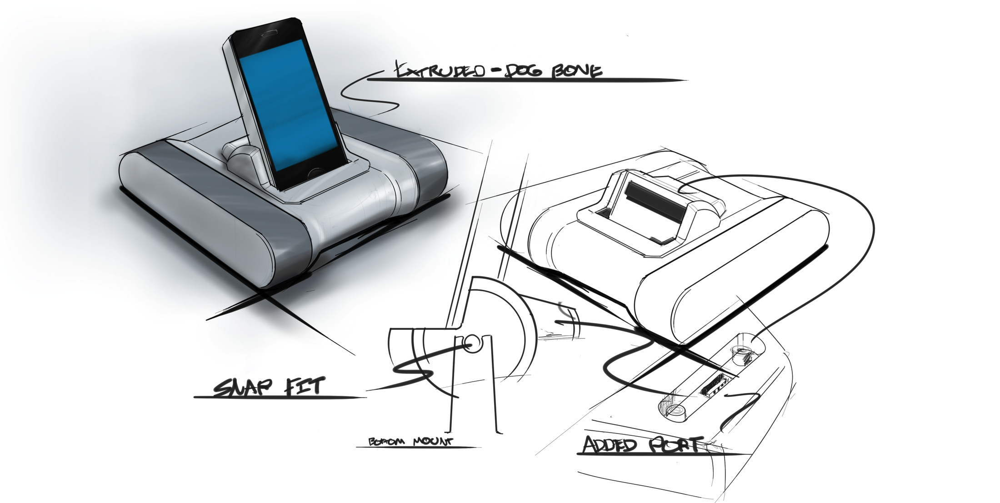 EXTRUDED - DOG BONE
SNAP FIT
BOTTOM MOUNT
ADDED PORT